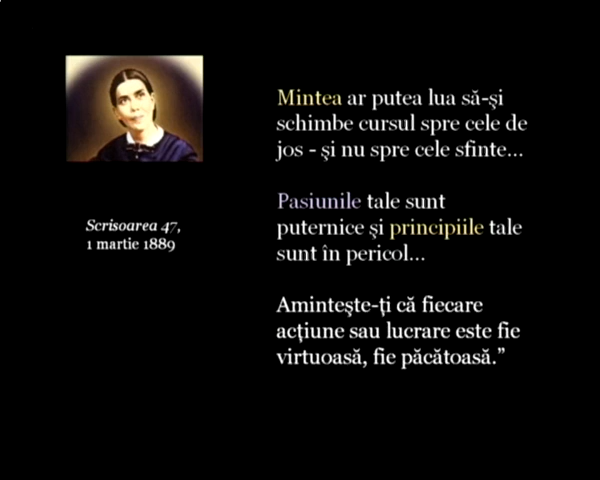 Mintea ar putea lua să-şi
schimbe cursul spre cele de
jos - şi nu spre cele sfinte...
Pasiunile tale sunt
puternice şi principiile tale
sunt în pericol...
Aminteşte-ţi că fiecare
acţiune sau lucrare este fie
virtuoasă, fie păcătoasă.”
Scrisoarea 47,
1 martie 1889